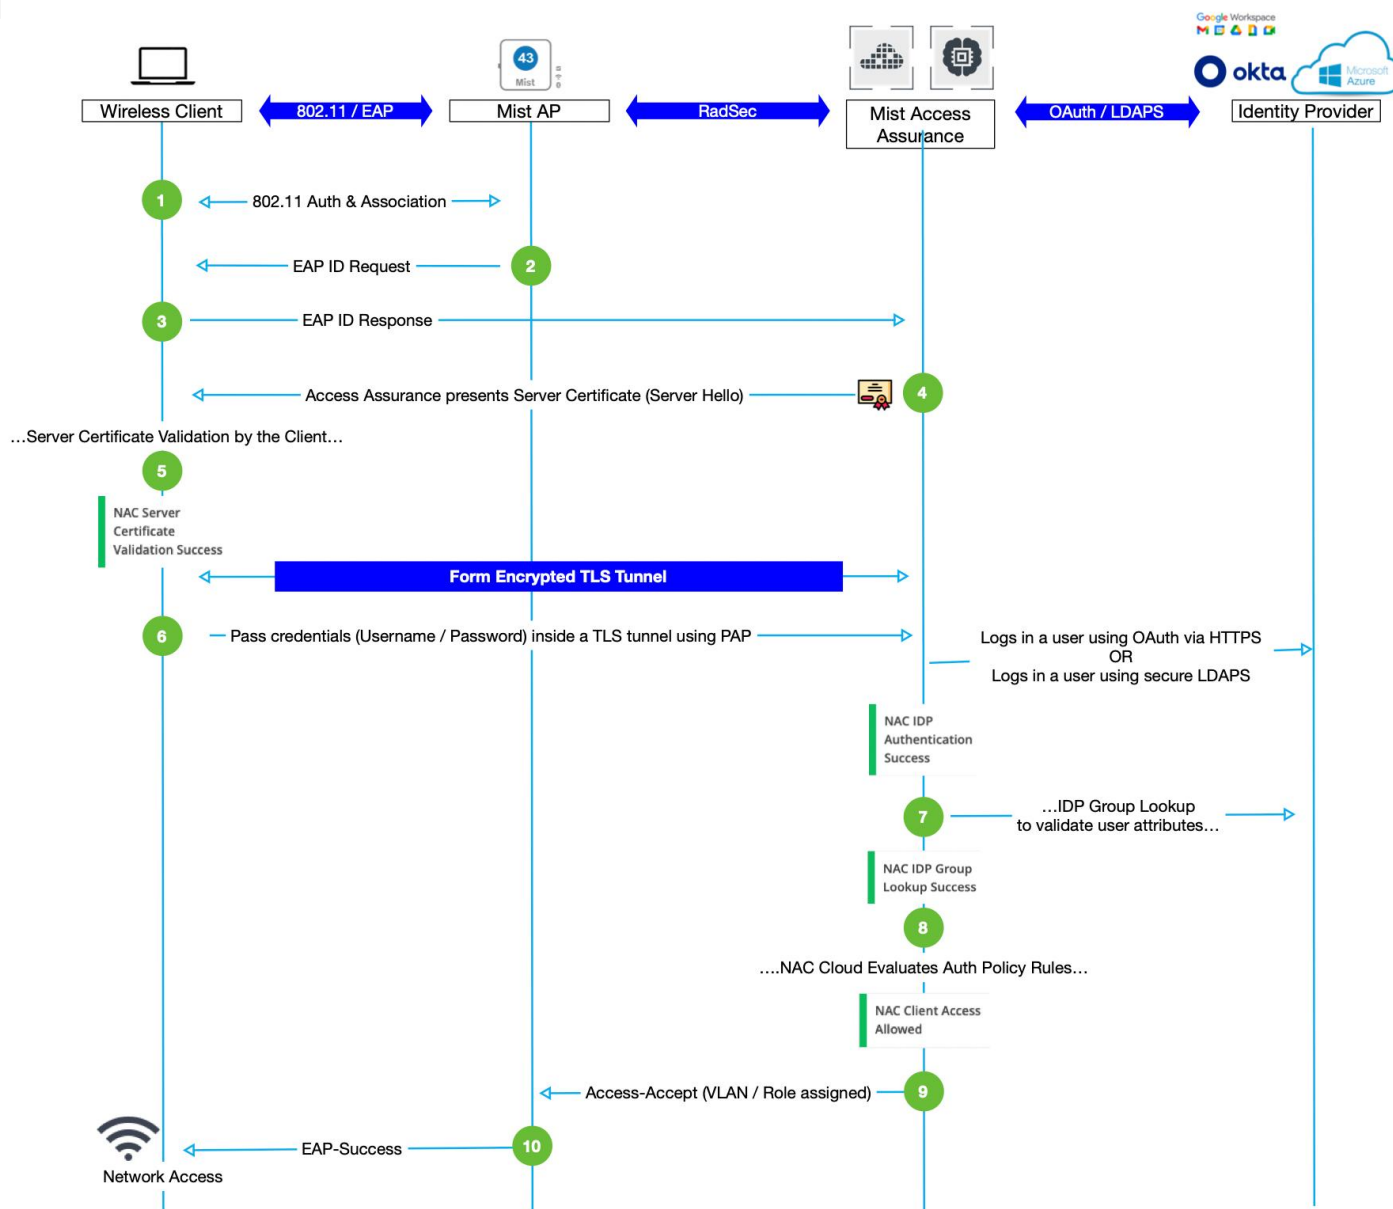 Google Workspace
43
Mist
okta
Microsoft
Azure
Wireless Client
802.11 / EAP
Mist AP
RadSec
Mist Access
Assurance
OAuth / LDAPS
Identity Provider
1
802.11 Auth & Association
EAP ID Request
2
3
EAP ID Response
Access Assurance presents Server Certificate (Server Hello)
4
...Server Certificate Validation by the Client...
5
NAC Server
Certificate
Validation Success
Form Encrypted TLS Tunnel
6
Pass credentials (Username / Password) inside a TLS tunnel using PAP
Logs in a user using OAuth via HTTPS
OR
Logs in a user using secure LDAPS
NAC IDP
Authentication
Success
7
...IDP Group Lookup
to validate user attributes...
NAC IDP Group
Lookup Success
8
....NAC Cloud Evaluates Auth Policy Rules...
NAC Client Access
Allowed
Access-Accept (VLAN / Role assigned)
9
EAP-Success
10
Network Access